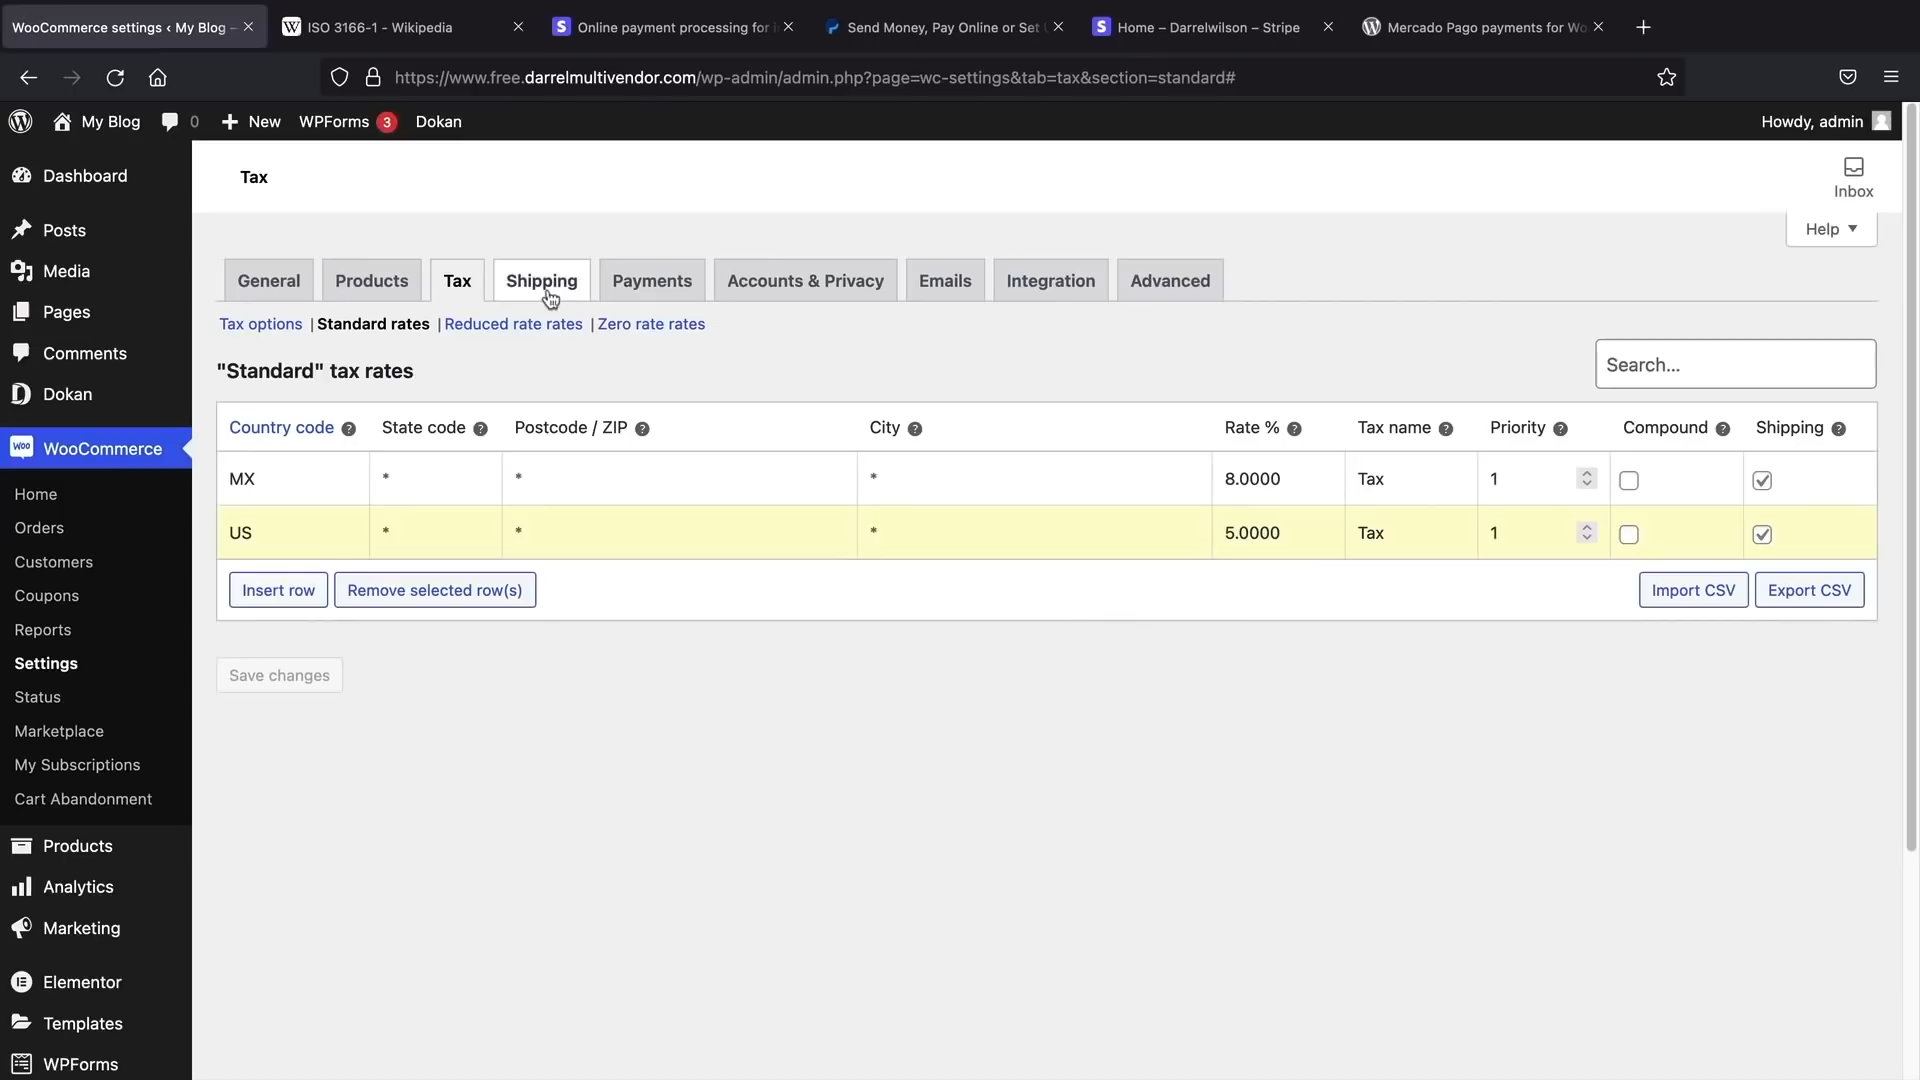 WooCommerce settings ‹ My Blog –
ISO 3166-1 - Wikipedia
Online payment processing for i
Send Money, Pay Online or Set
Home – Darrelwilson – Stripe
Mercado Pago payments for Wo
https://www.free.darrelmultivendor.com/wp-admin/admin.php?page=wc-settings&tab=tax&section=standard#
My Blog 0 New WPForms 3 Dokan Howdy, admin
Dashboard
Posts
Media
Pages
Comments
Dokan
Woo WooCommerce
Home
Orders
Customers
Coupons
Reports
Settings
Status
Marketplace
My Subscriptions
Cart Abandonment
Products
Analytics
Marketing
Elementor
Templates
WPForms
Tax
Inbox
Help
General Products Tax Shipping Payments Accounts & Privacy Emails Integration Advanced
Tax options | Standard rates | Reduced rate rates | Zero rate rates
"Standard" tax rates
Search...
Country code ? State code ? Postcode / ZIP ? City ? Rate % ? Tax name ? Priority ? Compound ? Shipping ?
MX * * * 8.0000 Tax 1
US * * * 5.0000 Tax 1
Insert row Remove selected row(s) Import CSV Export CSV
Save changes